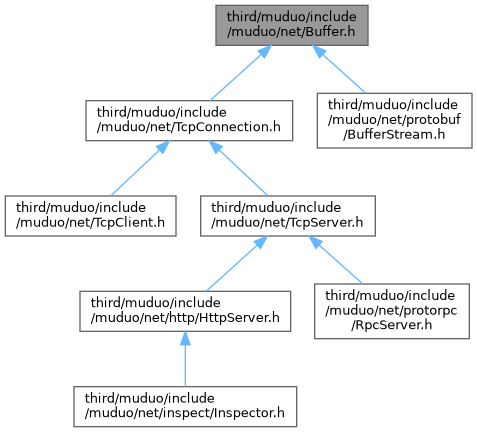 third/muduo/include
/muduo/net/Buffer.h
third/muduo/include
/muduo/net/TcpConnection.h
third/muduo/include
/muduo/net/protobuf
/BufferStream.h
third/muduo/include
/muduo/net/TcpClient.h
third/muduo/include
/muduo/net/TcpServer.h
third/muduo/include
/muduo/net/http/HttpServer.h
third/muduo/include
/muduo/net/protorpc
/RpcServer.h
third/muduo/include
/muduo/net/inspect/Inspector.h